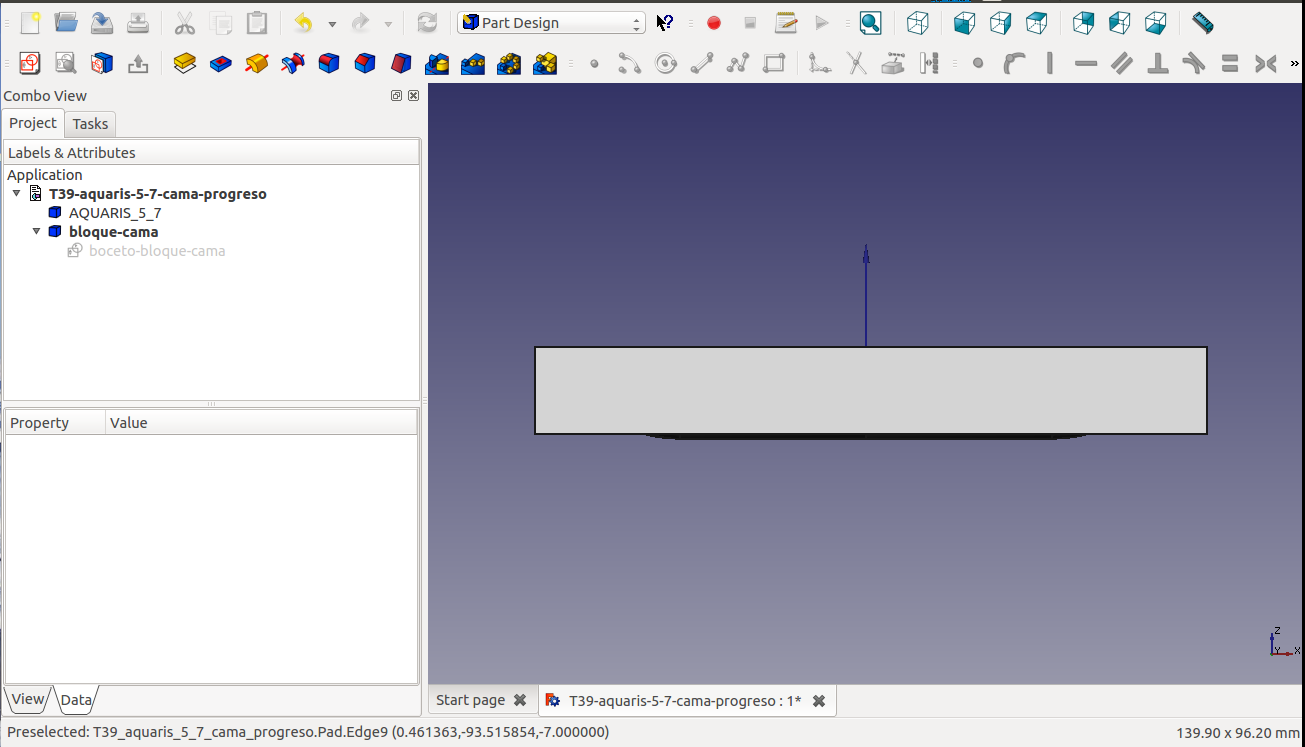 Part Design
Combo View
Project
Tasks
Labels & Attributes
Application
T39-aquaris-5-7-cama-progreso
AQUARIS_5_7
bloque-cama
boceto-bloque-cama
Property
Value
View
Data
Z
Y
X
Start page
T39-aquaris-5-7-cama-progreso : 1*
Preselected: T39_aquaris_5_7_cama_progreso.Pad.Edge9 (0.461363,-93.515854,-7.000000)
139.90 x 96.20 mm